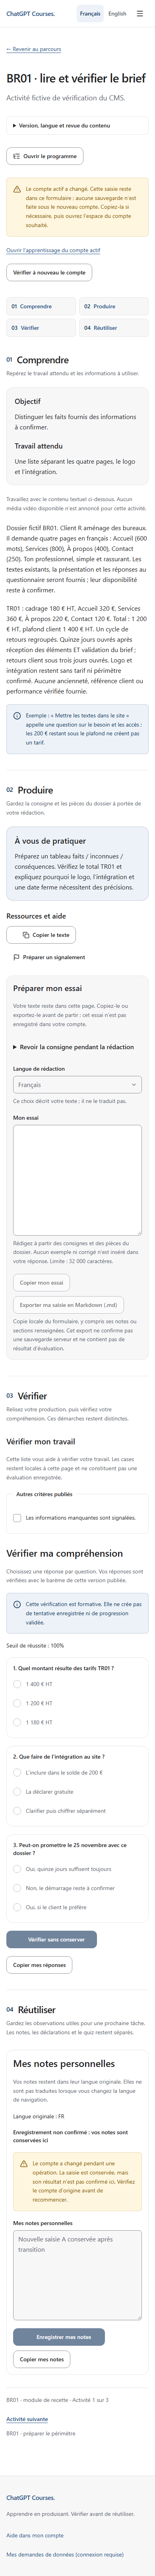 ChatGPT Courses.
Français
English
← Revenir au parcours
BR01 · lire et vérifier le brief
Activité fictive de vérification du CMS.
Version, langue et revue du contenu
Ouvrir le programme
Le compte actif a changé. Cette saisie reste
dans ce formulaire ; aucune sauvegarde n'est
faite sous le nouveau compte. Copiez-la si
nécessaire, puis ouvrez l'espace du compte
souhaité.
Ouvrir l'apprentissage du compte actif
Vérifier à nouveau le compte
01 Comprendre
02 Produire
03 Vérifier
04 Réutiliser
01 Comprendre
Repérez le travail attendu et les informations à utiliser.
Objectif
Distinguer les faits fournis des informations
à confirmer.
Travail attendu
Une liste séparant les quatre pages, le logo
et l'intégration.
Travaillez avec le contenu textuel ci-dessous. Aucun
média vidéo disponible n'est annoncé pour cette activité.
Dossier fictif BR01. Client R aménage des bureaux.
Il demande quatre pages en français : Accueil (600
mots), Services (800), À propos (400), Contact
(250). Ton professionnel, simple et rassurant. Les
textes existants, la présentation et les réponses au
questionnaire seront fournis ; leur disponibilité
reste à confirmer.
TR01 : cadrage 180 € HT, Accueil 320 €, Services
360 €, À propos 220 €, Contact 120 €. Total : 1 200
€ HT, plafond client 1 400 € HT. Un cycle de
retours regroupés. Quinze jours ouvrés après
réception des éléments ET validation du brief ;
retours client sous trois jours ouvrés. Logo et
intégration restent sans tarif ni périmètre
confirmé. Aucune ancienneté, référence client ou
performance vérifiée fournie.
Exemple : « Mettre les textes dans le site »
appelle une question sur le besoin et les accès ;
les 200 € restant sous le plafond ne créent pas
un tarif.
02 Produire
Gardez la consigne et les pièces du dossier à portée de
votre rédaction.
À vous de pratiquer
Préparez un tableau faits / inconnues /
conséquences. Vérifiez le total TR01 et
expliquez pourquoi le logo, l'intégration et
une date ferme nécessitent des précisions.
Ressources et aide
Copier le texte
Préparer un signalement
Préparer mon essai
Votre texte reste dans cette page. Copiez-le ou
exportez-le avant de partir ; cet essai n'est pas
enregistré dans votre compte.
Revoir la consigne pendant la rédaction
Langue de rédaction
Français
Ce choix décrit votre texte ; il ne le traduit pas.
Mon essai
Rédigez à partir des consignes et des pièces du
dossier. Aucun exemple ni corrigé n'est inséré dans
votre réponse. Limite : 32 000 caractères.
Copier mon essai
Exporter ma saisie en Markdown (.md)
Copie locale du formulaire, y compris ses notes ou
sections renseignées. Cet export ne confirme pas
une sauvegarde serveur et ne contient pas de
résultat d'évaluation.
03 Vérifier
Relisez votre production, puis vérifiez votre
compréhension. Ces démarches restent distinctes.
Vérifier mon travail
Cette liste vous aide à vérifier votre travail. Les cases
restent locales à cette page et ne constituent pas une
évaluation enregistrée.
Autres critères publiés
Les informations manquantes sont signalées.
Vérifier ma compréhension
Choisissez une réponse par question. Vos réponses sont
vérifiées avec le barème de cette version publiée.
Cette vérification est formative. Elle ne crée pas
de tentative enregistrée ni de progression
validée.
Seuil de réussite : 100%
1. Quel montant résulte des tarifs TR01 ?
1 400 € HT
1 200 € HT
1 180 € HT
2. Que faire de l'intégration au site ?
L'inclure dans le solde de 200 €
La déclarer gratuite
Clarifier puis chiffrer séparément
3. Peut-on promettre le 25 novembre avec ce
dossier ?
Oui, quinze jours suffisent toujours
Non, le démarrage reste à confirmer
Oui, si le client le préfère
Vérifier sans conserver
Copier mes réponses
04 Réutiliser
Gardez les observations utiles pour une prochaine tâche.
Les notes, les déclarations et le quiz restent séparés.
Mes notes personnelles
Vos notes restent dans leur langue originale. Elles ne
sont pas traduites lorsque vous changez la langue
de navigation.
Langue originale : FR
Enregistrement non confirmé : vos notes sont
conservées ici
Le compte a changé pendant une
opération. La saisie est conservée, mais
son résultat n'est pas confirmé ici. Vérifiez
le compte d'origine avant de
recommencer.
Mes notes personnelles
Nouvelle saisie A conservée après
transition
Enregistrer mes notes
Copier mes notes
BR01 · module de recette · Activité 1 sur 3
Activité suivante
BR01 · préparer le périmètre
ChatGPT Courses.
Apprendre en produisant. Vérifier avant de réutiliser.
Aide dans mon compte
Mes demandes de données (connexion requise)